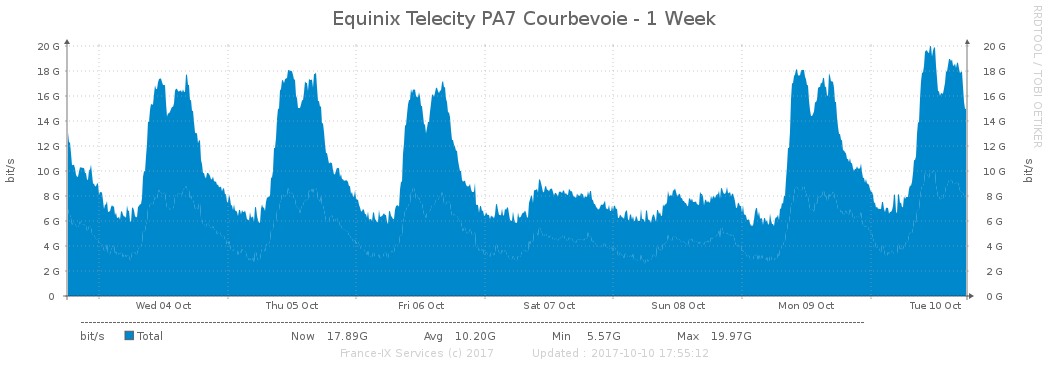 Equinix Telecity PA7 Courbevoie - 1 Week
RRDTOOL / TOBI OETIKER
20 G 20 G
18 G 18 G
16 G 16 G
14 G 14 G
12 G 12 G
10 G 10 G
8 G 8 G
6 G 6 G
4 G 4 G
2 G 2 G
0 0 G
bit/s
bit/s
Wed 04 Oct Thu 05 Oct Fri 06 Oct Sat 07 Oct Sun 08 Oct Mon 09 Oct Tue 10 Oct
bit/s Total Now 17.89G Avg 10.20G Min 5.57G Max 19.97G
France-IX Services (c) 2017 Updated : 2017-10-10 17:55:12